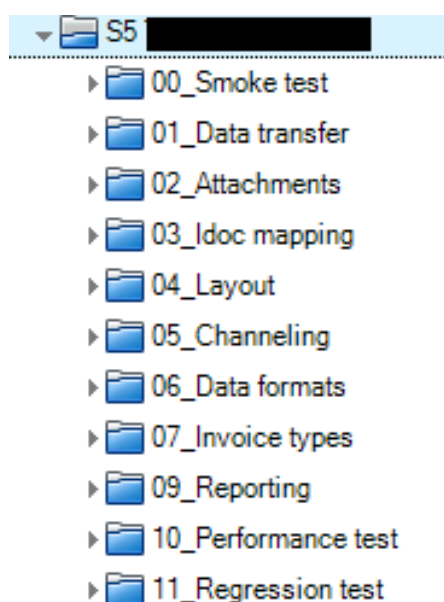 S5
00_Smoke test
01_Data transfer
02_Attachments
03_Idoc mapping
04_Layout
05_Channeling
06_Data formats
07_Invoice types
09_Reporting
10_Performance test
11_Regression test